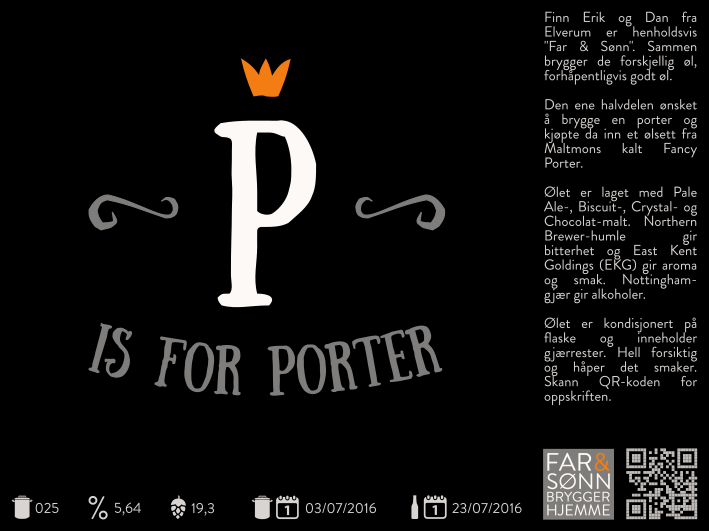 P
IS FOR PORTER
Finn Erik og Dan fra
Elverum er henholdsvis
"Far & Sønn". Sammen
brygger de forskjellig øl,
forhåpentligvis godt øl.
Den ene halvdelen ønsket
å brygge en porter og
kjøpte da inn et ølsett fra
Maltmons kalt Fancy
Porter.
Ølet er laget med Pale
Ale-, Biscuit-, Crystal- og
Chocolat-malt. Northern
Brewer-humle gir
bitterhet og East Kent
Goldings (EKG) gir aroma
og smak. Nottingham-
gjær gir alkoholer.
Ølet er kondisjonert på
flaske og inneholder
gjærrester. Hell forsiktig
og håper det smaker.
Skann QR-koden for
oppskriften.
FAR&
SØNN
BRYGGER
HJEMME
025 % 5,64 19,3 1 03/07/2016 1 23/07/2016